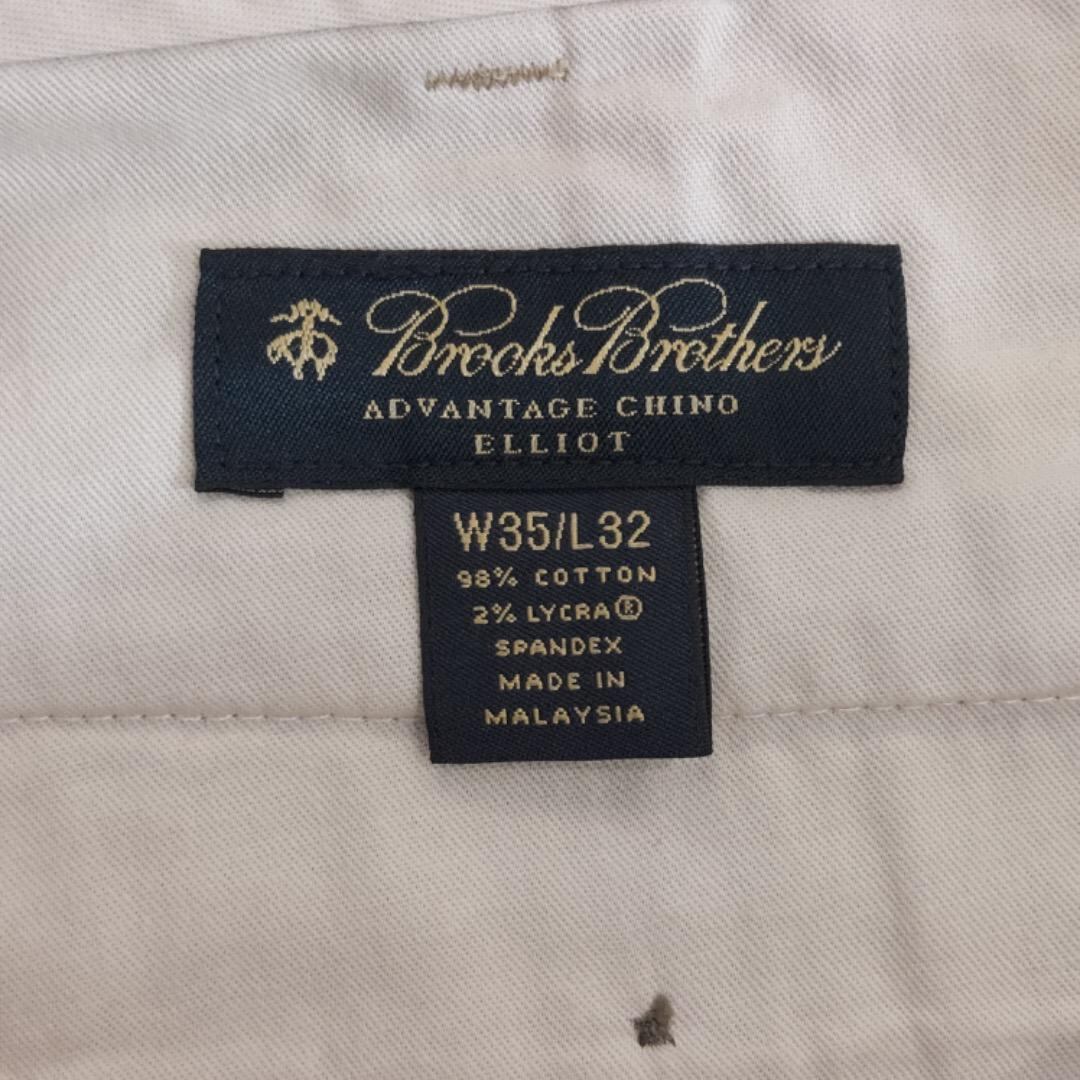 Brooks Brothers
ADVANTAGE CHINO
ELLIOT
W35/L32
98% COTTON
2% LYCRA®
SPANDEX
MADE IN
MALAYSIA